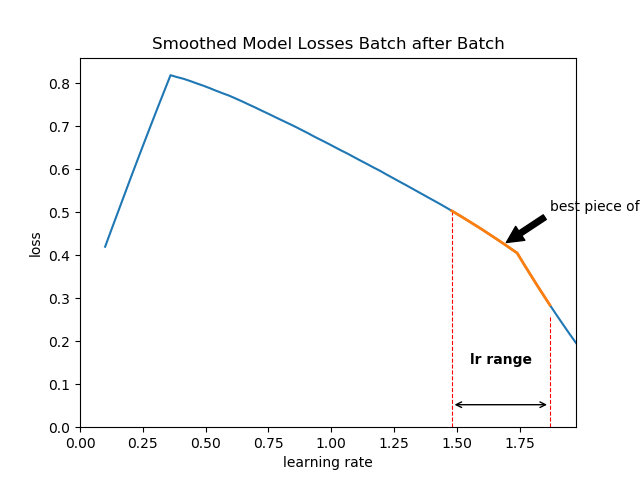 Smoothed Model Losses Batch after Batch
0.8
0.7
0.6
0.5
0.4
0.3
0.2
0.1
0.0
loss
best piece of
lr range
0.00 0.25 0.50 0.75 1.00 1.25 1.50 1.75
learning rate